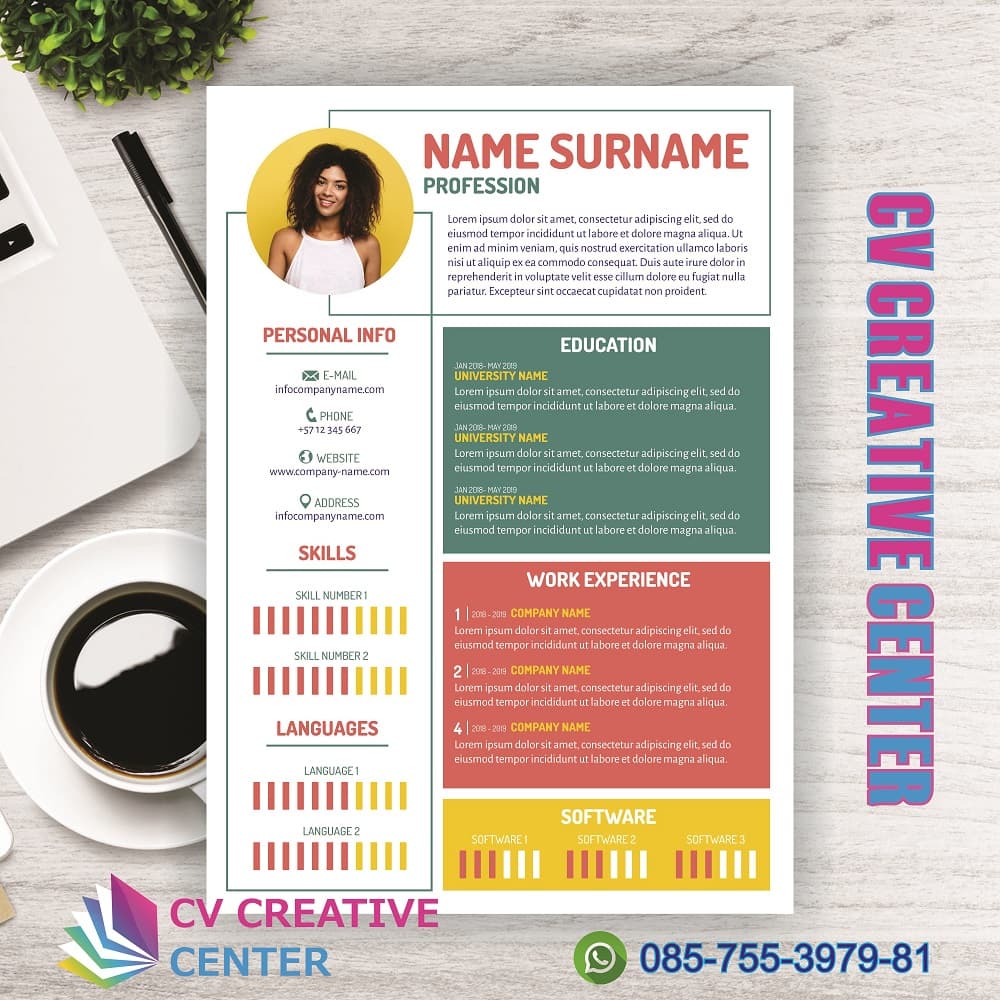 NAME SURNAME
PROFESSION
Lorem ipsum dolor sit amet, consectetur adipiscing elit, sed do
eiusmod tempor incididunt ut labore et dolore magna aliqua. Ut
enim ad minim veniam, quis nostrud exercitation ullamco laboris
nisi ut aliquip ex ea commodo consequat. Duis aute irure dolor in
reprehenderit in voluptate velit esse cillum dolore eu fugiat nulla
pariatur. Excepteur sint occaecat cupidatat non proident.
PERSONAL INFO
E-MAIL
infocompanyname.com
PHONE
+57 12 345 667
WEBSITE
www.company-name.com
ADDRESS
infocompanyname.com
SKILLS
SKILL NUMBER 1
SKILL NUMBER 2
LANGUAGES
LANGUAGE 1
LANGUAGE 2
EDUCATION
JAN 2018- MAY 2019
UNIVERSITY NAME
Lorem ipsum dolor sit amet, consectetur adipiscing elit, sed do
eiusmod tempor incididunt ut labore et dolore magna aliqua.
JAN 2018- MAY 2019
UNIVERSITY NAME
Lorem ipsum dolor sit amet, consectetur adipiscing elit, sed do
eiusmod tempor incididunt ut labore et dolore magna aliqua.
JAN 2018- MAY 2019
UNIVERSITY NAME
Lorem ipsum dolor sit amet, consectetur adipiscing elit, sed do
eiusmod tempor incididunt ut labore et dolore magna aliqua.
WORK EXPERIENCE
1 2018 - 2019 COMPANY NAME
Lorem ipsum dolor sit amet, consectetur adipiscing elit, sed do
eiusmod tempor incididunt ut labore et dolore magna aliqua.
2 2018 - 2019 COMPANY NAME
Lorem ipsum dolor sit amet, consectetur adipiscing elit, sed do
eiusmod tempor incididunt ut labore et dolore magna aliqua.
4 2018 - 2019 COMPANY NAME
Lorem ipsum dolor sit amet, consectetur adipiscing elit, sed do
eiusmod tempor incididunt ut labore et dolore magna aliqua.
SOFTWARE
SOFTWARE 1 SOFTWARE 2 SOFTWARE 3
CV CREATIVE CENTER
CV CREATIVE
CENTER
085-755-3979-81